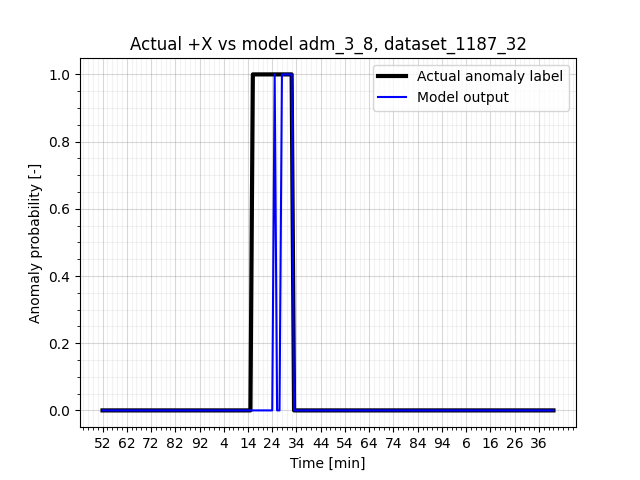 Actual +X vs model adm_3_8, dataset_1187_32
Actual anomaly label
Model output
1.0
0.8
0.6
0.4
0.2
0.0
Anomaly probability [-]
52 62 72 82 92 4 14 24 34 44 54 64 74 84 94 6 16 26 36
Time [min]